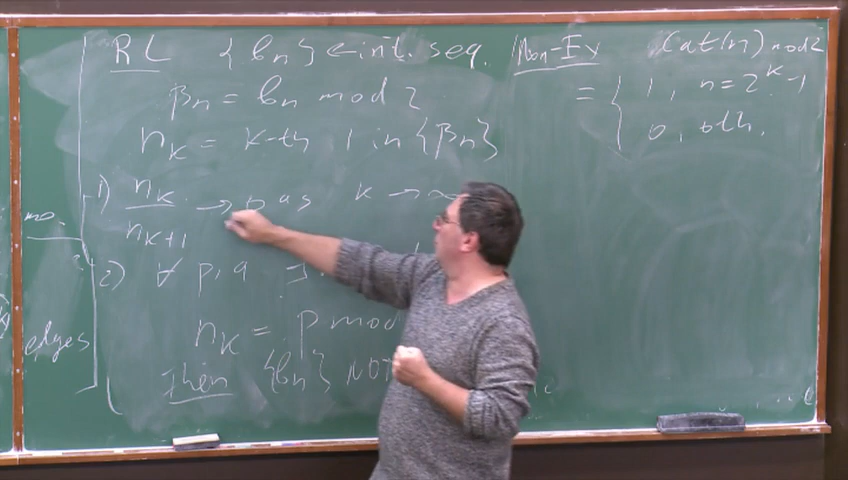 RL {bn} ← int. seq.
βn = bn mod 2
nk = k-th 1 in {βn}
1) nk / nk+1 → 0 as k → ∞
2) ∀ p, q ∃
nk = p mod
Then {bn} NOT
Non-Ex Cat(n) mod 2
= { 1, n = 2^k - 1
0, oth.
edges